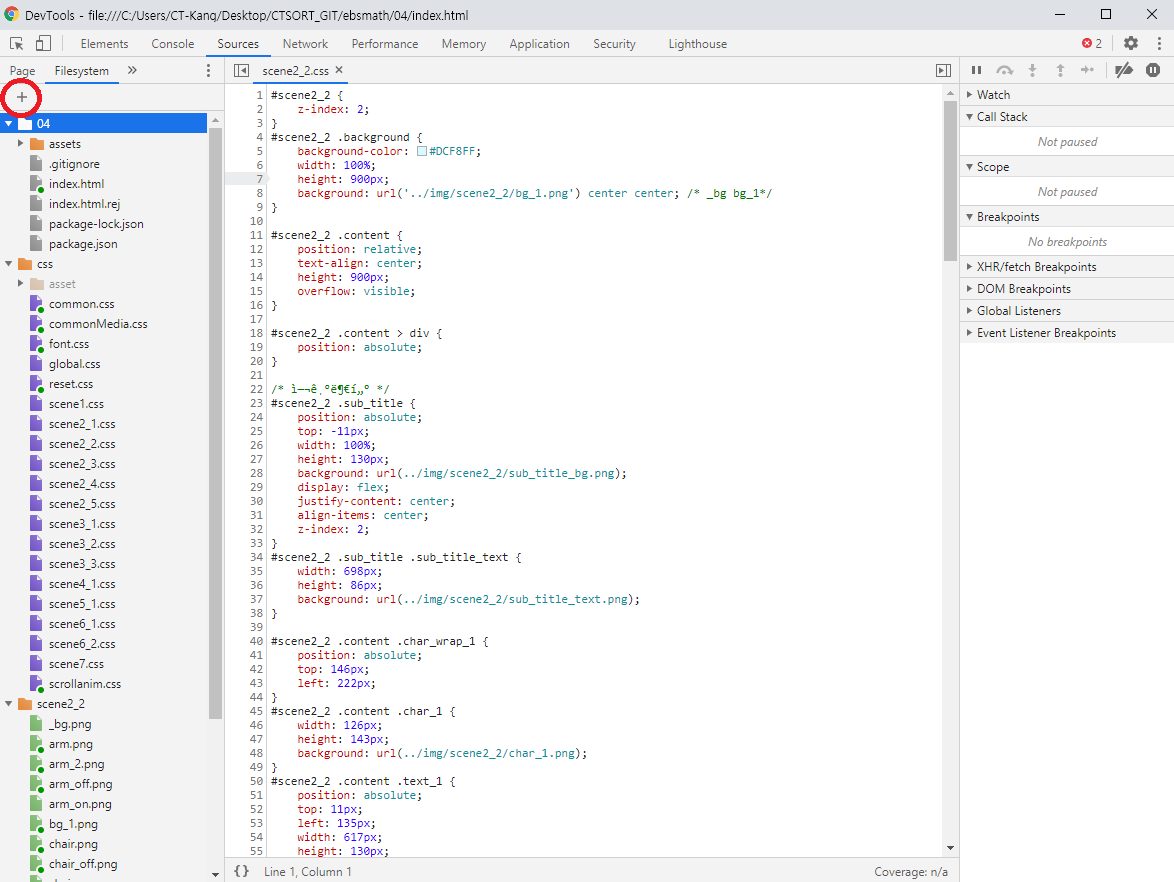 DevTools - file:///C:/Users/CT-Kang/Desktop/CTSORT_GIT/ebsmath/04/index.html
Elements Console Sources Network Performance Memory Application Security Lighthouse 2
Page Filesystem »
scene2_2.css ×
+
04
assets
.gitignore
index.html
index.html.rej
package-lock.json
package.json
css
asset
common.css
commonMedia.css
font.css
global.css
reset.css
scene1.css
scene2_1.css
scene2_2.css
scene2_3.css
scene2_4.css
scene2_5.css
scene3_1.css
scene3_2.css
scene3_3.css
scene4_1.css
scene5_1.css
scene6_1.css
scene6_2.css
scene7.css
scrollanim.css
scene2_2
_bg.png
arm.png
arm_2.png
arm_off.png
arm_on.png
bg_1.png
chair.png
chair_off.png
1 #scene2_2 {
2 z-index: 2;
3 }
4 #scene2_2 .background {
5 background-color: #DCF8FF;
6 width: 100%;
7 height: 900px;
8 background: url('../img/scene2_2/bg_1.png') center center; /* _bg bg_1*/
9 }
10
11 #scene2_2 .content {
12 position: relative;
13 text-align: center;
14 height: 900px;
15 overflow: visible;
16 }
17
18 #scene2_2 .content > div {
19 position: absolute;
20 }
21
22 /* */
23 #scene2_2 .sub_title {
24 position: absolute;
25 top: -11px;
26 width: 100%;
27 height: 130px;
28 background: url(../img/scene2_2/sub_title_bg.png);
29 display: flex;
30 justify-content: center;
31 align-items: center;
32 z-index: 2;
33 }
34 #scene2_2 .sub_title .sub_title_text {
35 width: 698px;
36 height: 86px;
37 background: url(../img/scene2_2/sub_title_text.png);
38 }
39
40 #scene2_2 .content .char_wrap_1 {
41 position: absolute;
42 top: 146px;
43 left: 222px;
44 }
45 #scene2_2 .content .char_1 {
46 width: 126px;
47 height: 143px;
48 background: url(../img/scene2_2/char_1.png);
49 }
50 #scene2_2 .content .text_1 {
51 position: absolute;
52 top: 11px;
53 left: 135px;
54 width: 617px;
55 height: 130px;
{} Line 1, Column 1
Coverage: n/a
Watch
Call Stack
Not paused
Scope
Not paused
Breakpoints
No breakpoints
XHR/fetch Breakpoints
DOM Breakpoints
Global Listeners
Event Listener Breakpoints